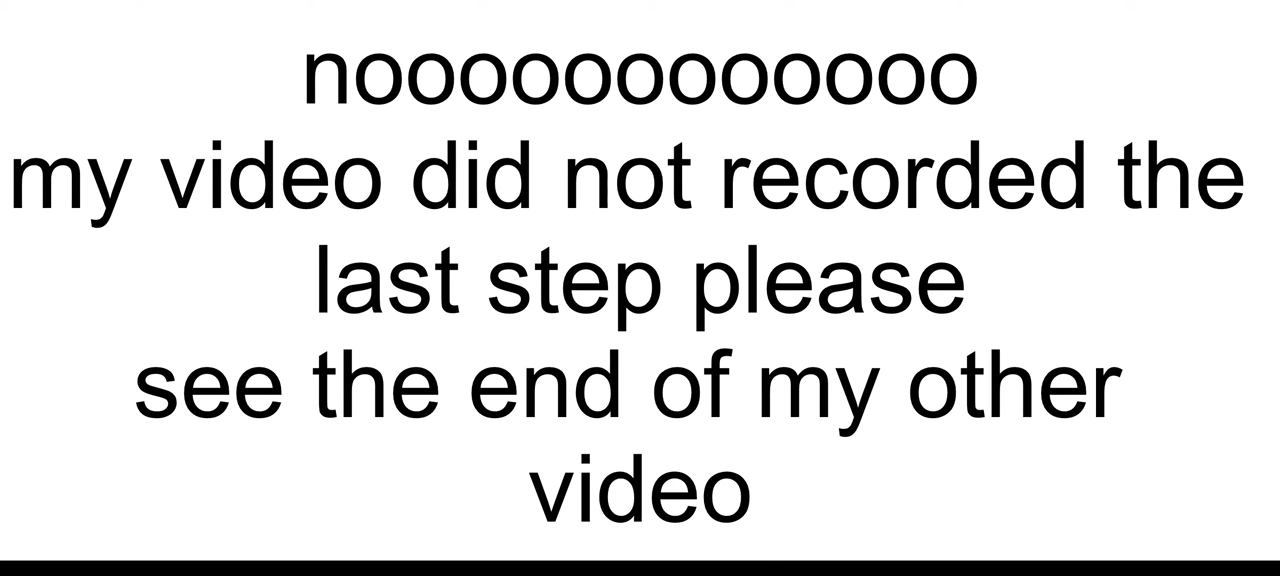 noooooooooooo
my video did not recorded the
last step please
see the end of my other
video